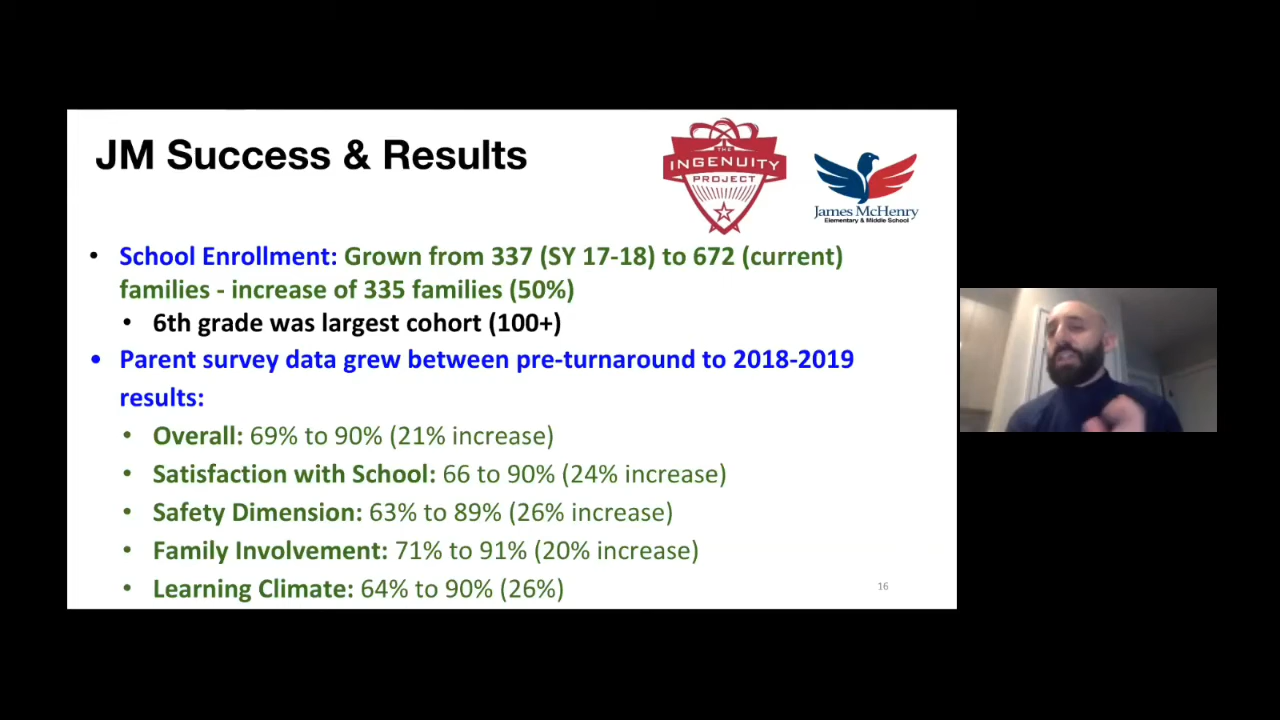 JM Success & Results
THE
INGENUITY
PROJECT
James McHenry
Elementary & Middle School
• School Enrollment: Grown from 337 (SY 17-18) to 672 (current)
families - increase of 335 families (50%)
• 6th grade was largest cohort (100+)
• Parent survey data grew between pre-turnaround to 2018-2019
results:
• Overall: 69% to 90% (21% increase)
• Satisfaction with School: 66 to 90% (24% increase)
• Safety Dimension: 63% to 89% (26% increase)
• Family Involvement: 71% to 91% (20% increase)
• Learning Climate: 64% to 90% (26%)
16